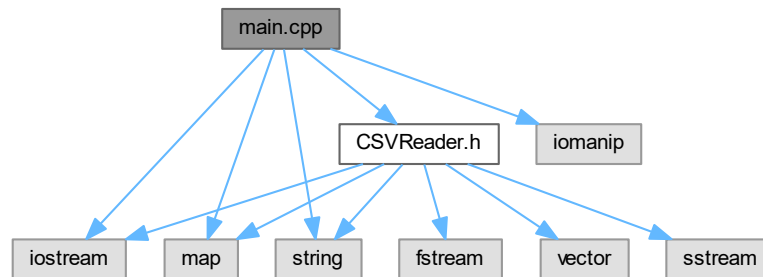 main.cpp
CSVReader.h
iomanip
iostream
map
string
fstream
vector
sstream